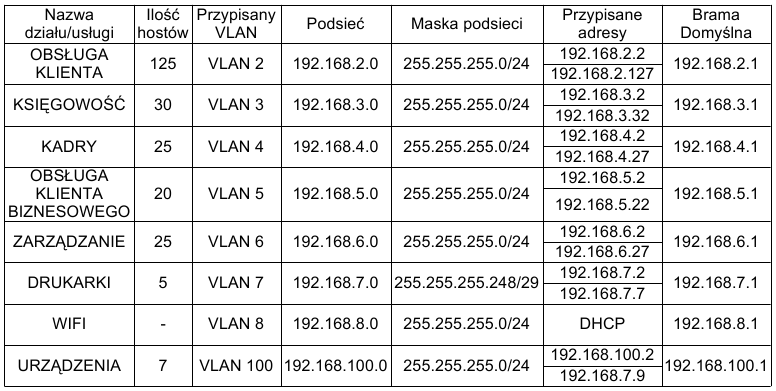 Nazwa działu/usługi | Ilość hostów | Przypisany VLAN | Podsieć | Maska podsieci | Przypisane adresy | Brama Domyślna
OBSŁUGA KLIENTA | 125 | VLAN 2 | 192.168.2.0 | 255.255.255.0/24 | 192.168.2.2 192.168.2.127 | 192.168.2.1
KSIĘGOWOŚĆ | 30 | VLAN 3 | 192.168.3.0 | 255.255.255.0/24 | 192.168.3.2 192.168.3.32 | 192.168.3.1
KADRY | 25 | VLAN 4 | 192.168.4.0 | 255.255.255.0/24 | 192.168.4.2 192.168.4.27 | 192.168.4.1
OBSŁUGA KLIENTA BIZNESOWEGO | 20 | VLAN 5 | 192.168.5.0 | 255.255.255.0/24 | 192.168.5.2 192.168.5.22 | 192.168.5.1
ZARZĄDZANIE | 25 | VLAN 6 | 192.168.6.0 | 255.255.255.0/24 | 192.168.6.2 192.168.6.27 | 192.168.6.1
DRUKARKI | 5 | VLAN 7 | 192.168.7.0 | 255.255.255.248/29 | 192.168.7.2 192.168.7.7 | 192.168.7.1
WIFI | - | VLAN 8 | 192.168.8.0 | 255.255.255.0/24 | DHCP | 192.168.8.1
URZĄDZENIA | 7 | VLAN 100 | 192.168.100.0 | 255.255.255.0/24 | 192.168.100.2 192.168.7.9 | 192.168.100.1